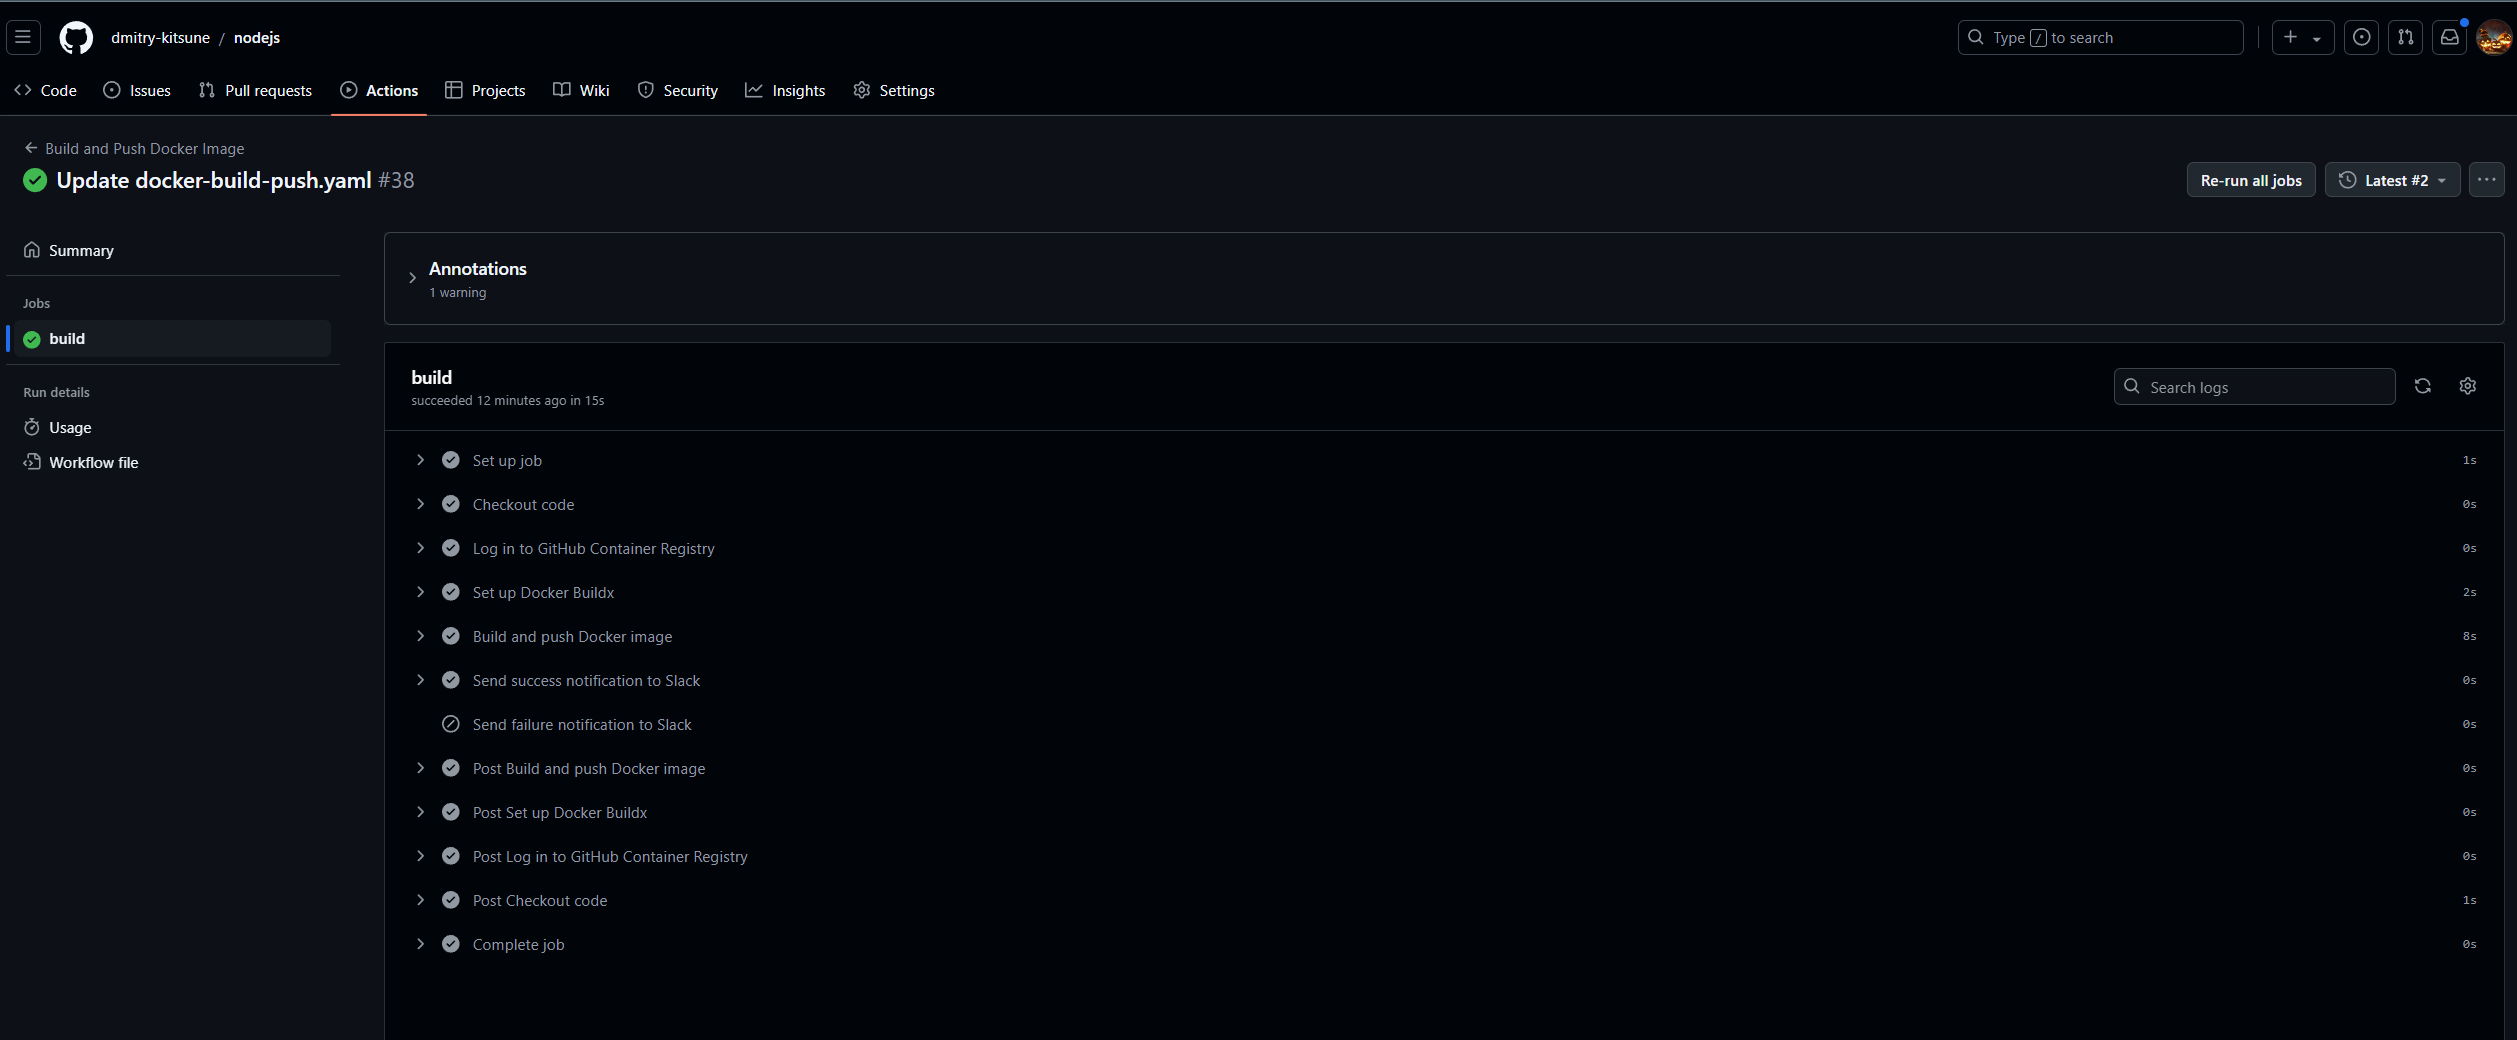 dmitry-kitsune / nodejs
Type / to search
Code Issues Pull requests Actions Projects Wiki Security Insights Settings
Build and Push Docker Image
Update docker-build-push.yaml #38
Re-run all jobs
Latest #2
Summary
Jobs
build
Run details
Usage
Workflow file
Annotations
1 warning
build
succeeded 12 minutes ago in 15s
Search logs
Set up job 1s
Checkout code 0s
Log in to GitHub Container Registry 0s
Set up Docker Buildx 2s
Build and push Docker image 8s
Send success notification to Slack 0s
Send failure notification to Slack 0s
Post Build and push Docker image 0s
Post Set up Docker Buildx 0s
Post Log in to GitHub Container Registry 0s
Post Checkout code 1s
Complete job 0s